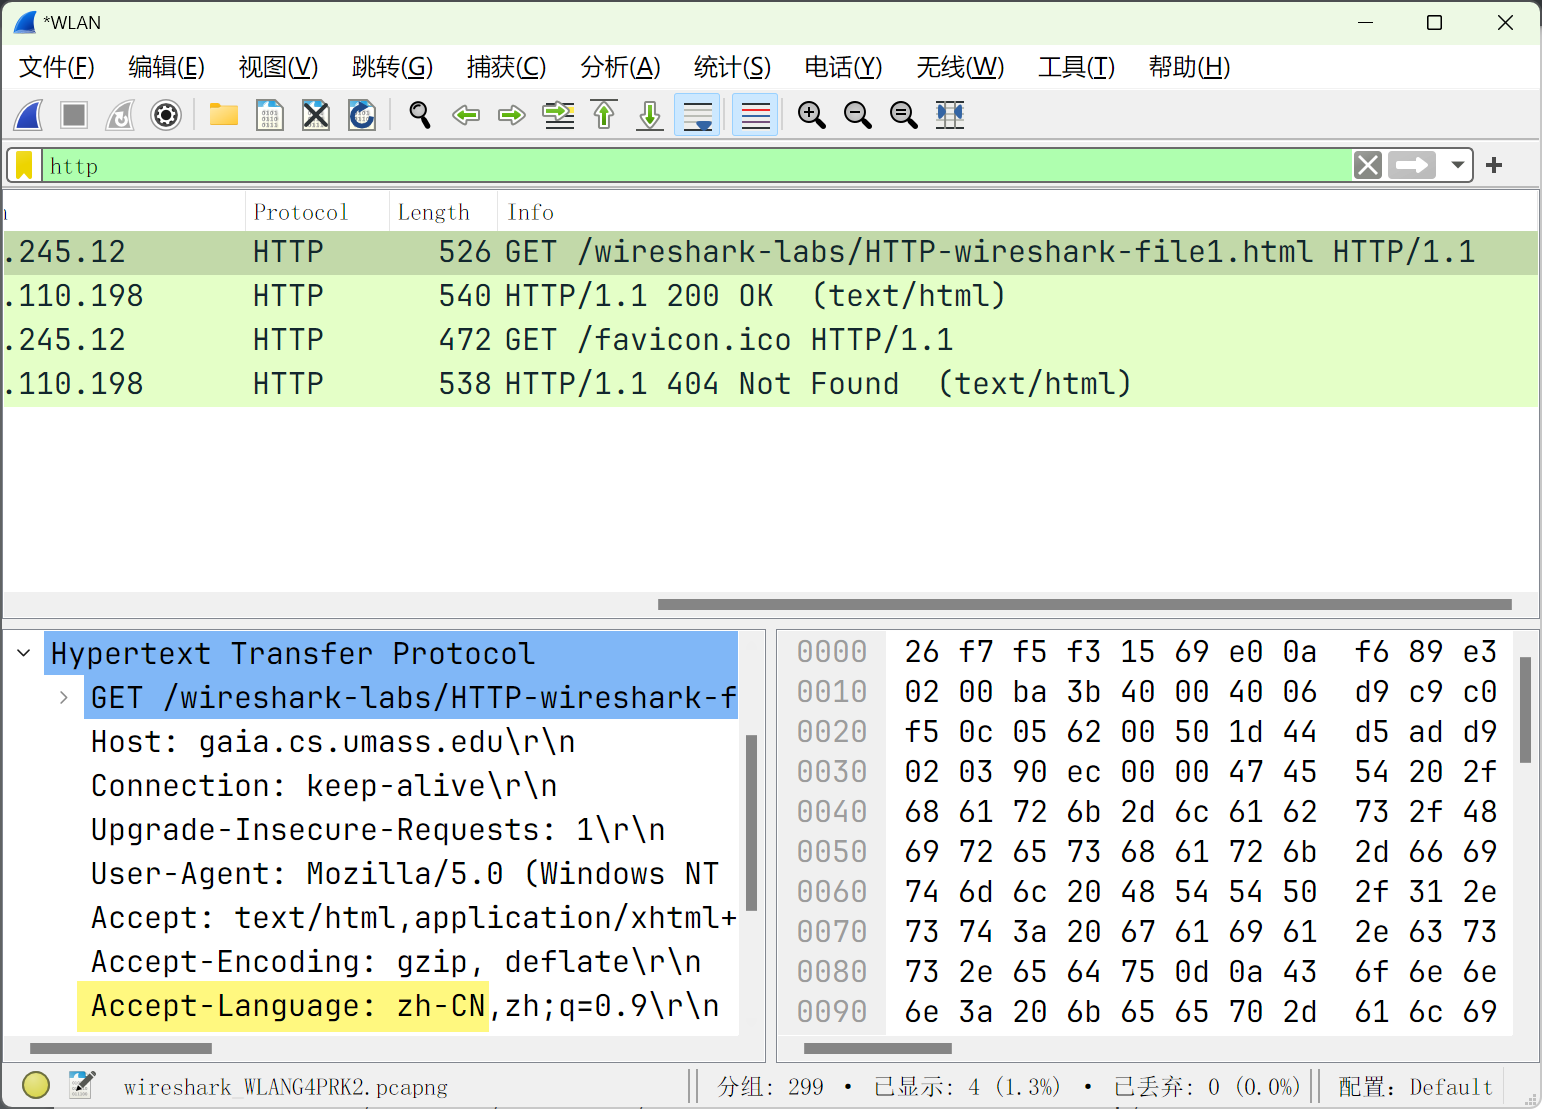 *WLAN
文件(F) 编辑(E) 视图(V) 跳转(G) 捕获(C) 分析(A) 统计(S) 电话(Y) 无线(W) 工具(T) 帮助(H)
http
Protocol Length Info
.245.12 HTTP 526 GET /wireshark-labs/HTTP-wireshark-file1.html HTTP/1.1
.110.198 HTTP 540 HTTP/1.1 200 OK (text/html)
.245.12 HTTP 472 GET /favicon.ico HTTP/1.1
.110.198 HTTP 538 HTTP/1.1 404 Not Found (text/html)
Hypertext Transfer Protocol
GET /wireshark-labs/HTTP-wireshark-f
Host: gaia.cs.umass.edu\r\n
Connection: keep-alive\r\n
Upgrade-Insecure-Requests: 1\r\n
User-Agent: Mozilla/5.0 (Windows NT
Accept: text/html,application/xhtml+
Accept-Encoding: gzip, deflate\r\n
Accept-Language: zh-CN,zh;q=0.9\r\n
0000 26 f7 f5 f3 15 69 e0 0a f6 89 e3
0010 02 00 ba 3b 40 00 40 06 d9 c9 c0
0020 f5 0c 05 62 00 50 1d 44 d5 ad d9
0030 02 03 90 ec 00 00 47 45 54 20 2f
0040 68 61 72 6b 2d 6c 61 62 73 2f 48
0050 69 72 65 73 68 61 72 6b 2d 66 69
0060 74 6d 6c 20 48 54 54 50 2f 31 2e
0070 73 74 3a 20 67 61 69 61 2e 63 73
0080 73 2e 65 64 75 0d 0a 43 6f 6e 6e
0090 6e 3a 20 6b 65 65 70 2d 61 6c 69
wireshark_WLANG4PRK2.pcapng 分组: 299 · 已显示: 4 (1.3%) · 已丢弃: 0 (0.0%) 配置: Default